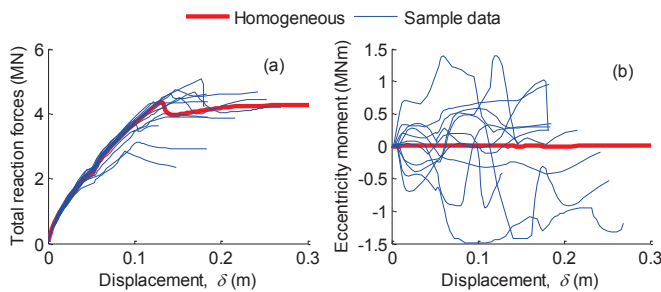 Homogeneous Sample data
6 (a)
4
2
0
0 0.1 0.2 0.3
Total reaction forces (MN)
Displacement, δ (m)
1.5 (b)
1
0.5
0
-0.5
-1
-1.5
0 0.1 0.2 0.3
Eccentricity moment (MNm)
Displacement, δ (m)